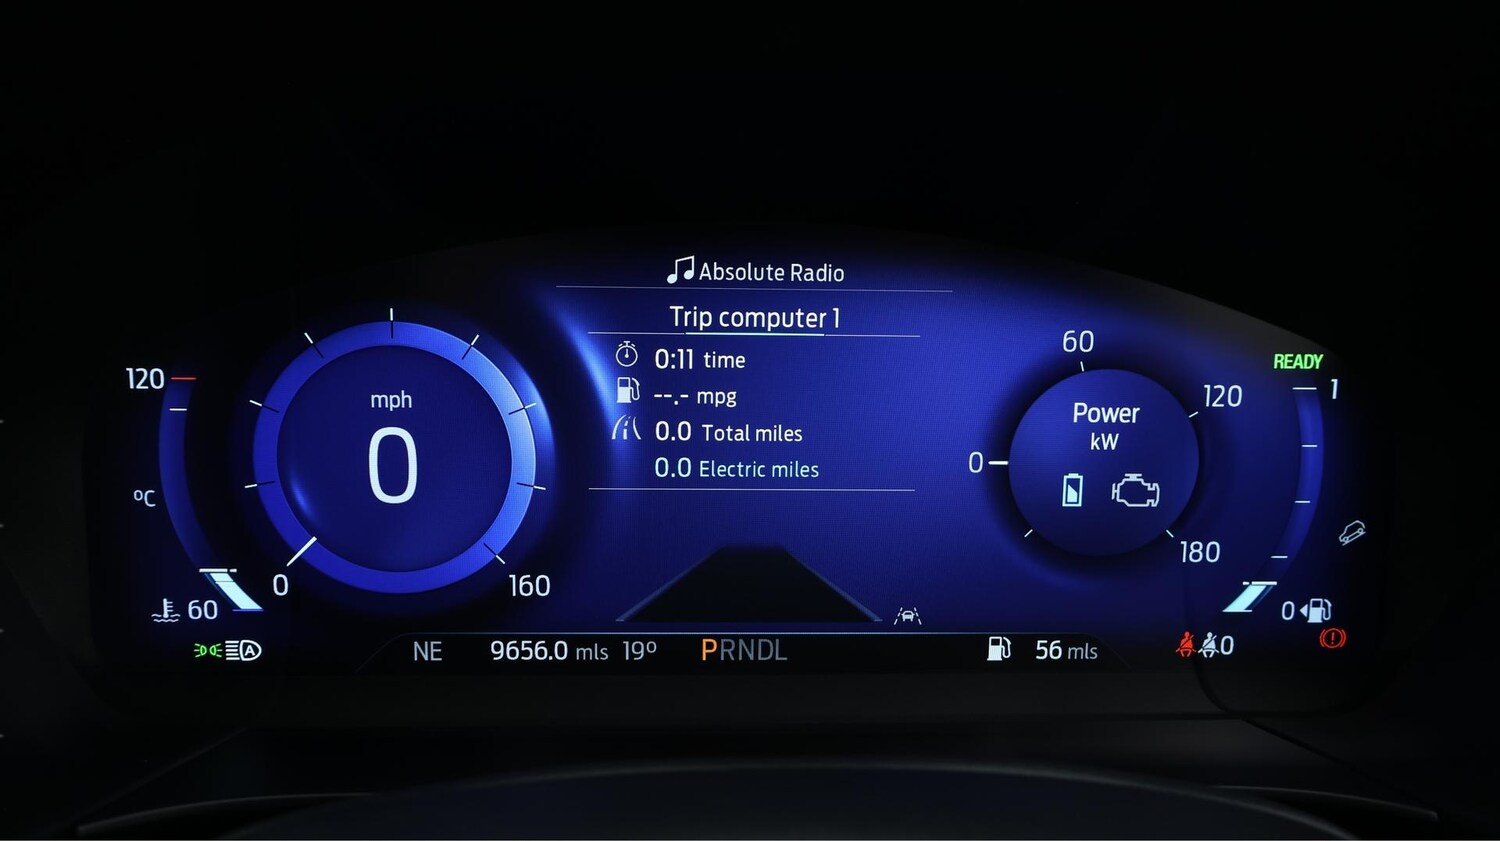 Absolute Radio
Trip computer 1
0:11 time
--.- mpg
0.0 Total miles
0.0 Electric miles
120
°C
60
mph
0
0
160
Power
kW
0
60
120
180
READY
1
0
A
NE 9656.0 mls 19° PRNDL 56 mls
0